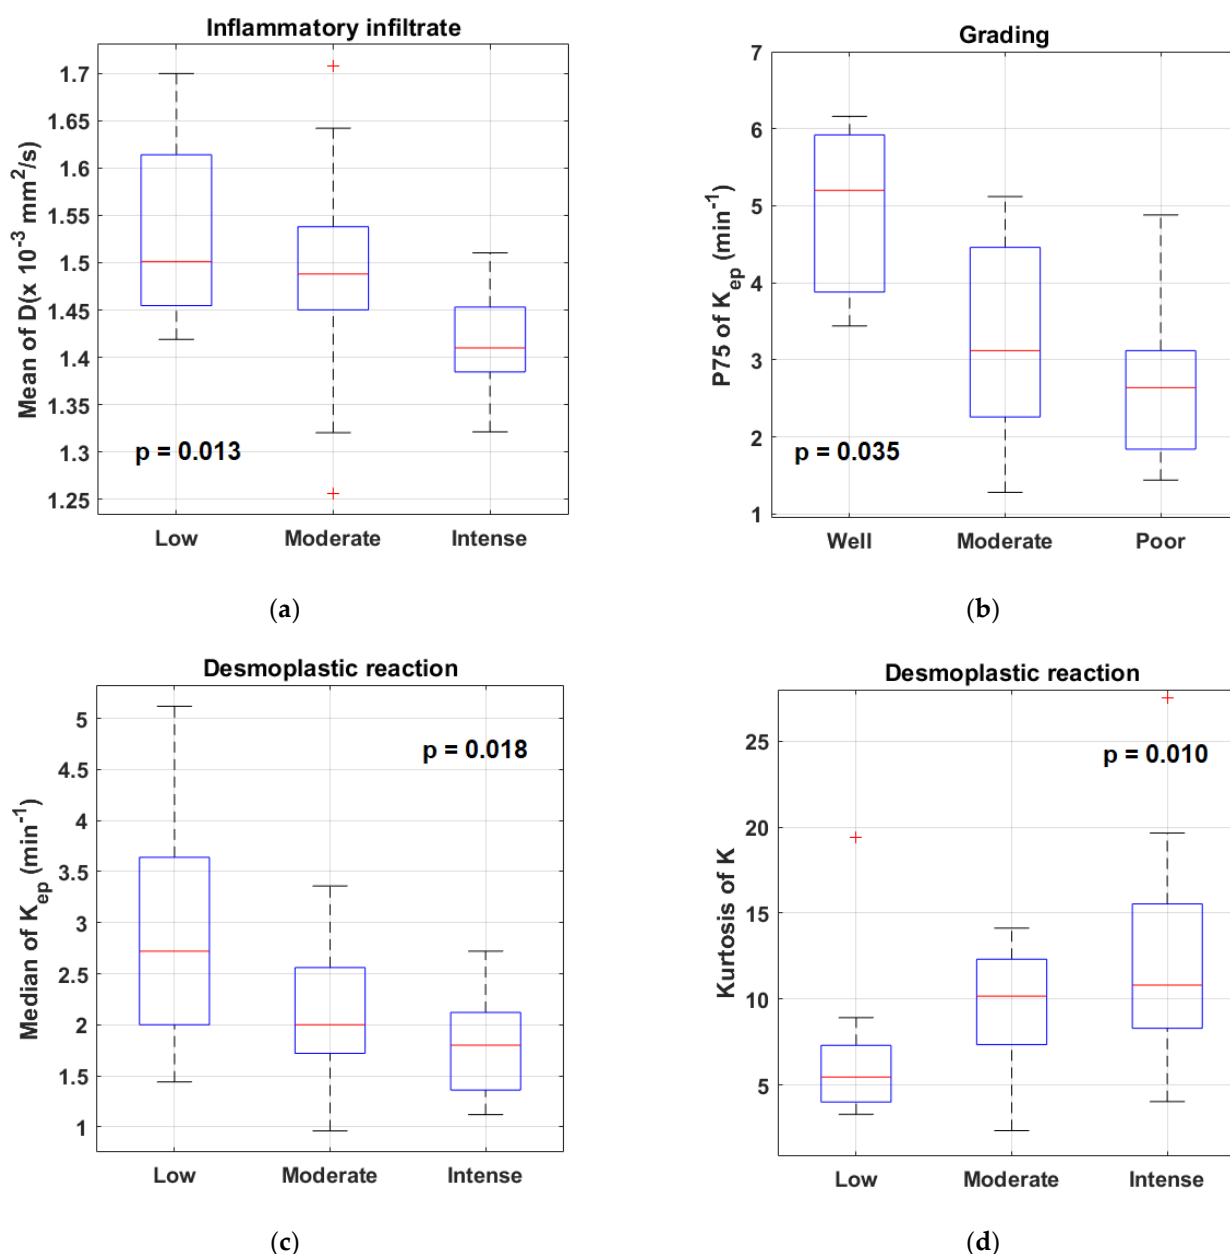 Inflammatory infiltrate
Mean of D(x 10⁻³ mm²/s)
1.7
1.65
1.6
1.55
1.5
1.45
1.4
1.35
1.3
1.25
p = 0.013
Low Moderate Intense
(a)
Grading
P75 of Kep (min⁻¹)
7
6
5
4
3
2
1
p = 0.035
Well Moderate Poor
(b)
Desmoplastic reaction
Median of Kep (min⁻¹)
5
4.5
4
3.5
3
2.5
2
1.5
1
p = 0.018
Low Moderate Intense
(c)
Desmoplastic reaction
Kurtosis of K
25
20
15
10
5
p = 0.010
Low Moderate Intense
(d)